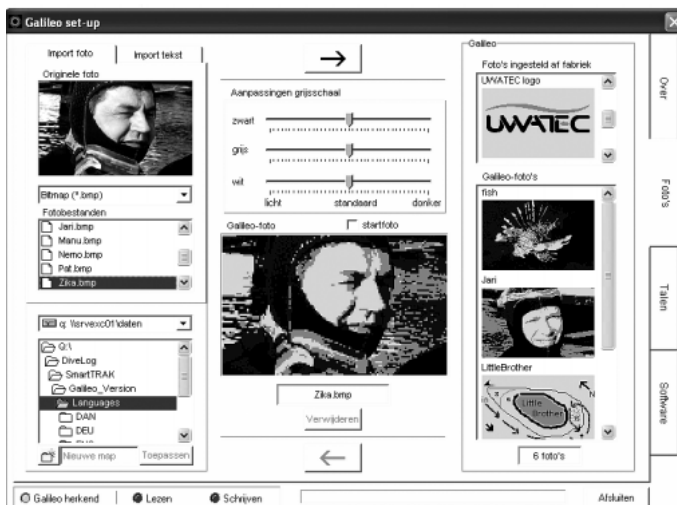 Galileo set-up
Import foto
Import tekst
Originele foto
Bitmap (*.bmp)
Fotobestanden
Jari.bmp
Manu.bmp
Nemo.bmp
Pat.bmp
Zika.bmp
q: \\srvexc01\daten
Q:\
DiveLog
SmartTRAK
Galileo_Version
Languages
DAN
DEU
Nieuwe map
Toepassen
Aanpassingen grijsschaal
zwart
grijs
wit
licht
standaard
donker
Galileo-foto
startfoto
Zika.bmp
Verwijderen
Galileo
Foto's ingesteld af fabriek
UWATEC logo
UWATEC
Galileo-foto's
fish
Jari
LittleBrother
Little
Brother
N
6 foto's
Over
Foto's
Talen
Software
Galileo herkend
Lezen
Schrijven
Afsluiten